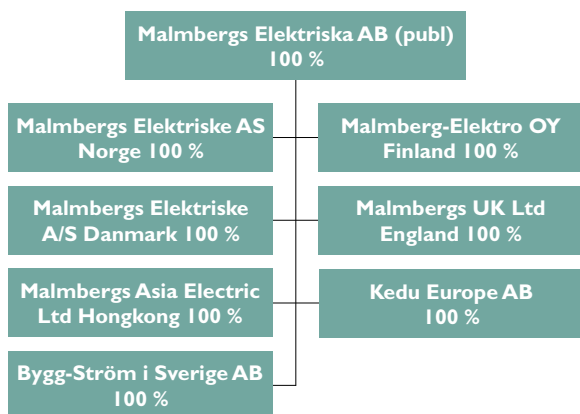 Malmbergs Elektriska AB (publ)
100 %
Malmbergs Elektriske AS
Norge 100 %
Malmberg-Elektro OY
Finland 100 %
Malmbergs Elektriske
A/S Danmark 100 %
Malmbergs UK Ltd
England 100 %
Malmbergs Asia Electric
Ltd Hongkong 100 %
Kedu Europe AB
100 %
Bygg-Ström i Sverige AB
100 %